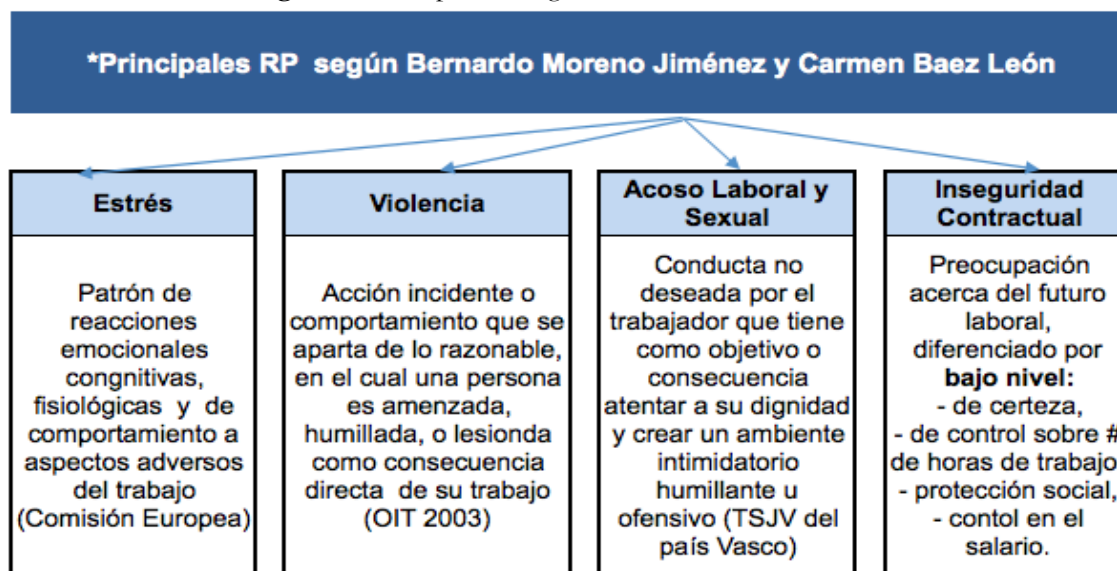 *Principales RP según Bernardo Moreno Jiménez y Carmen Baez León
Estrés
Patrón de
reacciones
emocionales
congnitivas,
fisiológicas y de
comportamiento a
aspectos adversos
del trabajo
(Comisión Europea)
Violencia
Acción incidente o
comportamiento que se
aparta de lo razonable,
en el cual una persona
es amenzada,
humillada, o lesionda
como consecuencia
directa de su trabajo
(OIT 2003)
Acoso Laboral y
Sexual
Conducta no
deseada por el
trabajador que tiene
como objetivo o
consecuencia
atentar a su dignidad
y crear un ambiente
intimidatorio
humillante u
ofensivo (TSJV del
país Vasco)
Inseguridad
Contractual
Preocupación
acerca del futuro
laboral,
diferenciado por
bajo nivel:
- de certeza,
- de control sobre #
de horas de trabajo
- protección social,
- contol en el
salario.